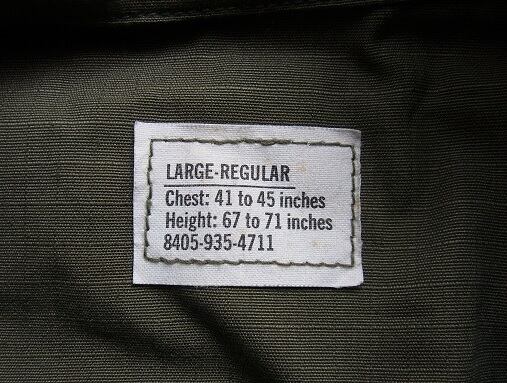 LARGE-REGULAR
Chest: 41 to 45 inches
Height: 67 to 71 inches
8405-935-4711